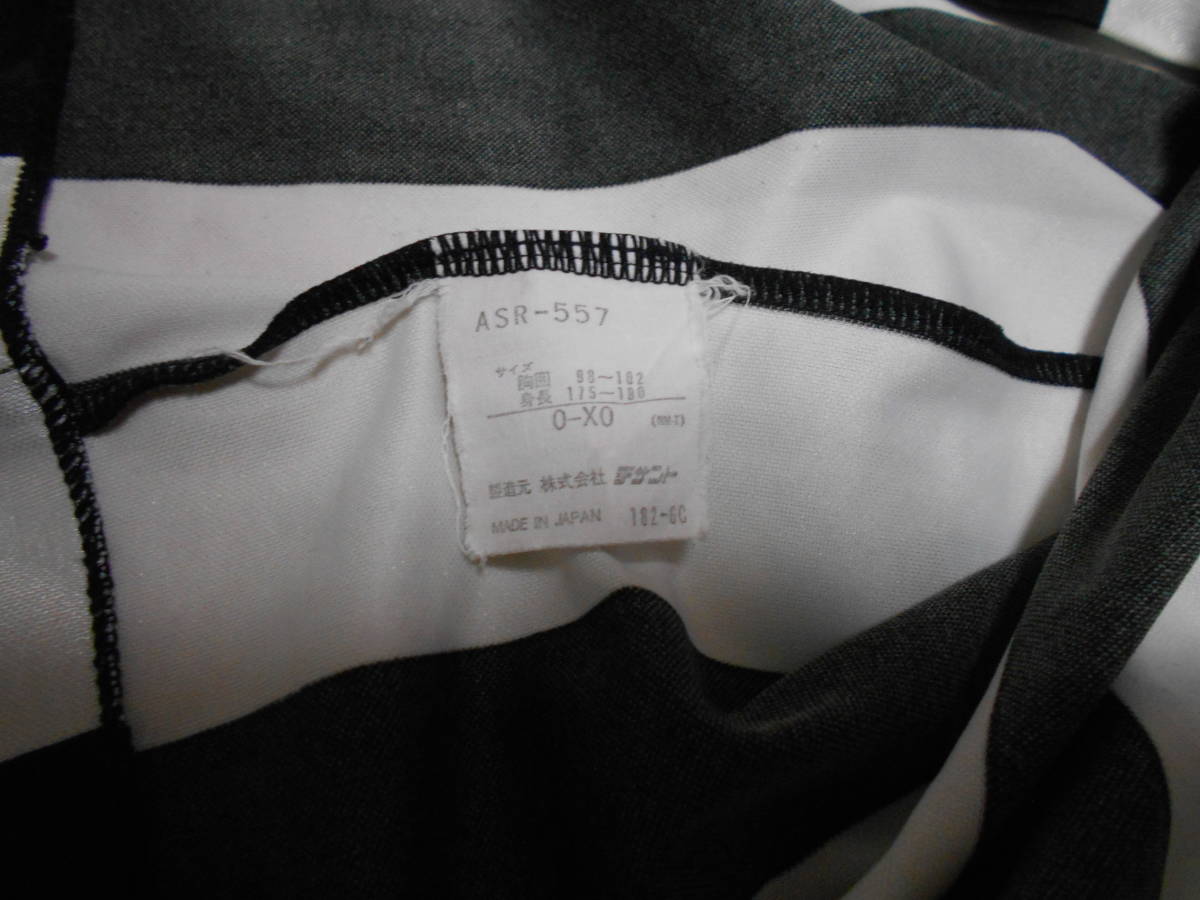 ASR-557
サイズ
胸囲 98~102
身長 175~180
O-XO
製造元 株式会社 デサント
MADE IN JAPAN 182-GC